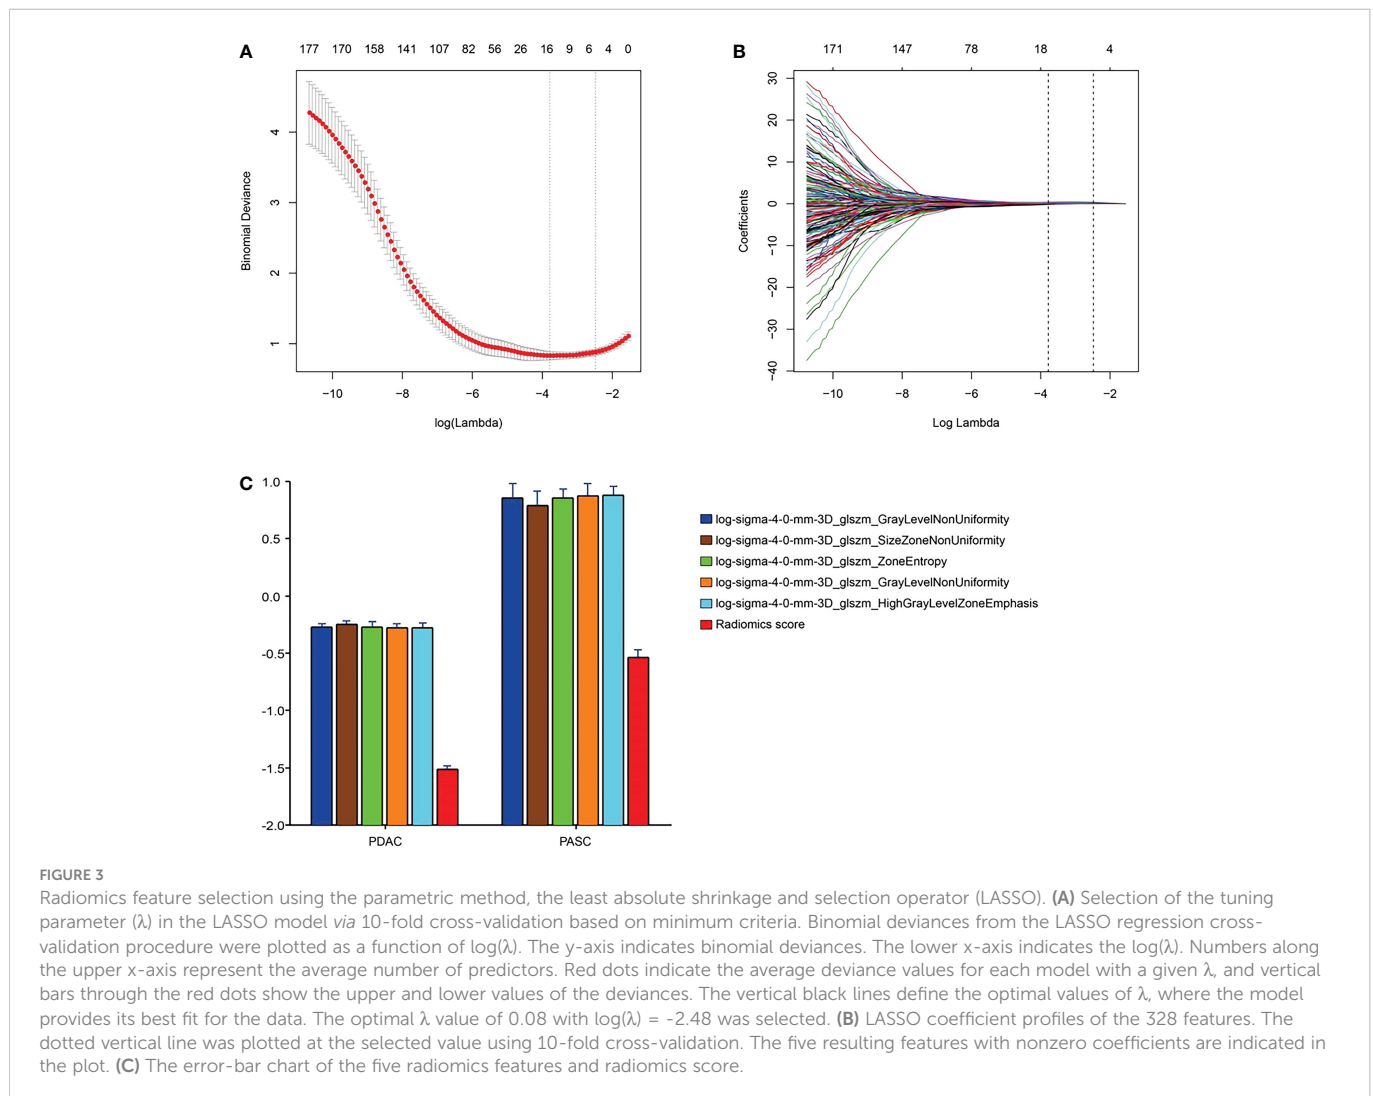 A
177 170 158 141 107 82 56 26 16 9 6 4 0
Binomial Deviance
4
3
2
1
−10 −8 −6 −4 −2
log(Lambda)
B
171 147 78 18 4
Coefficients
30
20
10
0
−10
−20
−30
−40
−10 −8 −6 −4 −2
Log Lambda
C
1.0
0.5
0.0
-0.5
-1.0
-1.5
-2.0
PDAC PASC
log-sigma-4-0-mm-3D_glszm_GrayLevelNonUniformity
log-sigma-4-0-mm-3D_glszm_SizeZoneNonUniformity
log-sigma-4-0-mm-3D_glszm_ZoneEntropy
log-sigma-4-0-mm-3D_glszm_GrayLevelNonUniformity
log-sigma-4-0-mm-3D_glszm_HighGrayLevelZoneEmphasis
Radiomics score
FIGURE 3
Radiomics feature selection using the parametric method, the least absolute shrinkage and selection operator (LASSO). (A) Selection of the tuning
parameter (λ) in the LASSO model via 10-fold cross-validation based on minimum criteria. Binomial deviances from the LASSO regression cross-
validation procedure were plotted as a function of log(λ). The y-axis indicates binomial deviances. The lower x-axis indicates the log(λ). Numbers along
the upper x-axis represent the average number of predictors. Red dots indicate the average deviance values for each model with a given λ, and vertical
bars through the red dots show the upper and lower values of the deviances. The vertical black lines define the optimal values of λ, where the model
provides its best fit for the data. The optimal λ value of 0.08 with log(λ) = -2.48 was selected. (B) LASSO coefficient profiles of the 328 features. The
dotted vertical line was plotted at the selected value using 10-fold cross-validation. The five resulting features with nonzero coefficients are indicated in
the plot. (C) The error-bar chart of the five radiomics features and radiomics score.